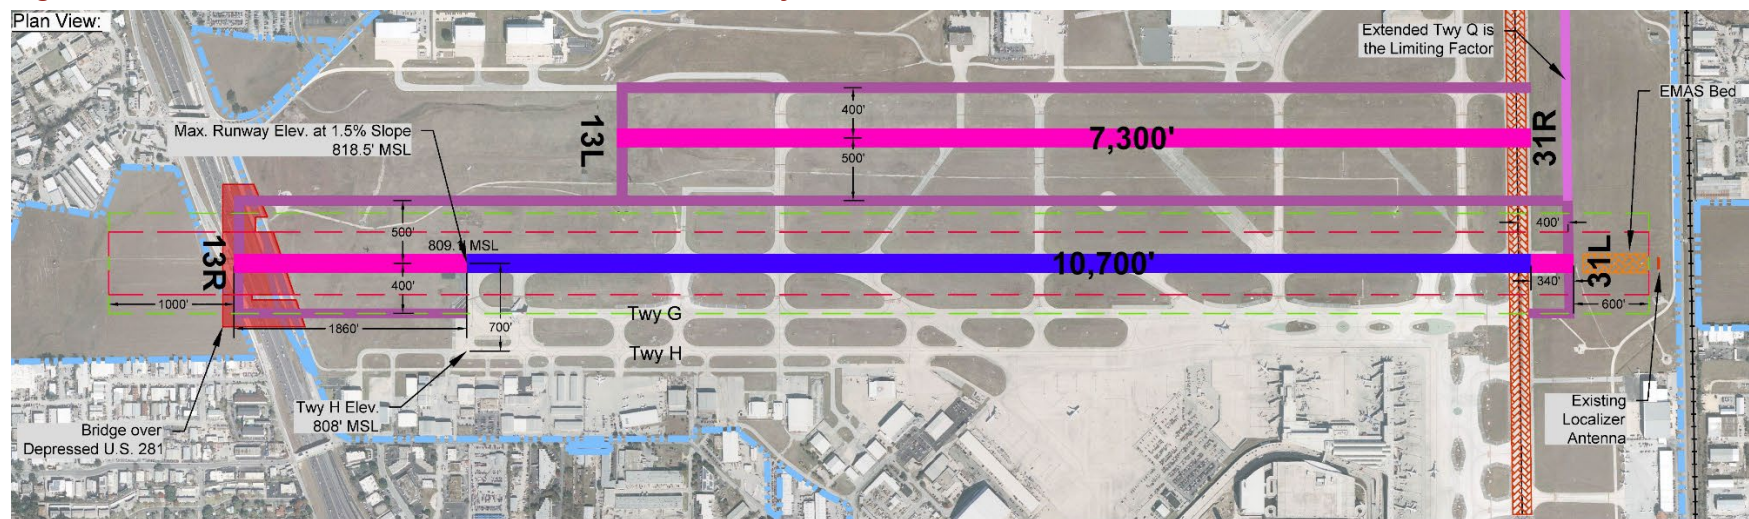 Plan View:
Extended Twy Q is
the Limiting Factor
EMAS Bed
Max. Runway Elev. at 1.5% Slope
818.5' MSL
13L
400'
7,300'
31R
500'
500'
809.1' MSL
400'
13R
10,700'
31L
400'
340'
1000'
1860'
700'
600'
Twy G
Twy H
Twy H Elev.
808' MSL
Bridge over
Depressed U.S. 281
Existing
Localizer
Antenna